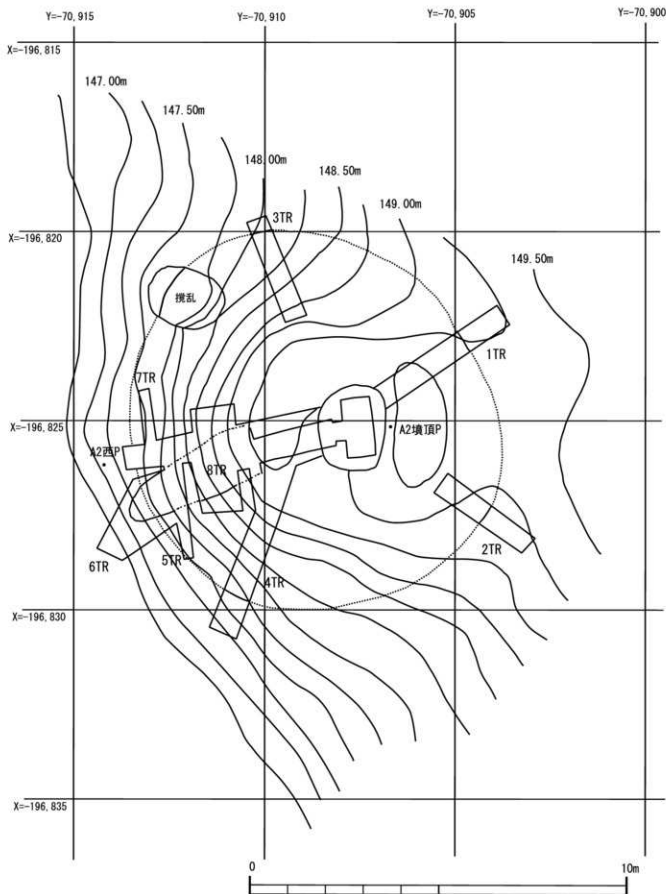 Y=-70,915
Y=-70,910
Y=-70,905
Y=-70,900
X=-196,815
147.00m
147.50m
148.00m
148.50m
149.00m
149.50m
3TR
X=-196,820
撹乱
1TR
7TR
X=-196,825
A2西P
A2墳頂P
8TR
6TR
5TR
4TR
2TR
X=-196,830
X=-196,835
0
10m